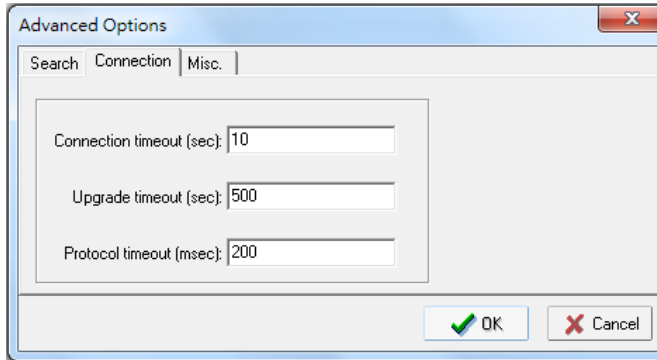 Advanced Options
Search Connection Misc.
Connection timeout (sec): 10
Upgrade timeout (sec): 500
Protocol timeout (msec): 200
OK Cancel